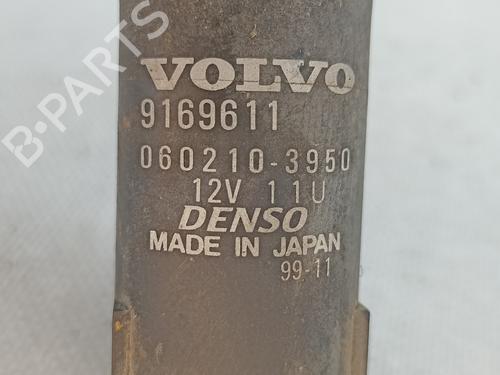 VOLVO
9169611
060210-3950
12V 11U
DENSO
MADE IN JAPAN
99-11
B-PARTS